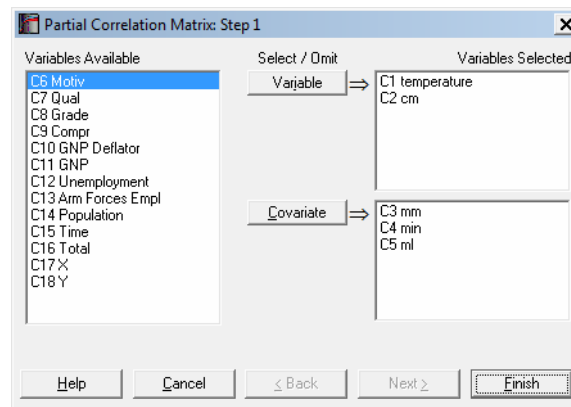 Partial Correlation Matrix: Step 1
Variables Available
Select / Omit
Variables Selected
C6 Motiv
C7 Qual
C8 Grade
C9 Compr
C10 GNP Deflator
C11 GNP
C12 Unemployment
C13 Arm Forces Empl
C14 Population
C15 Time
C16 Total
C17 X
C18 Y
Variable
C1 temperature
C2 cm
Covariate
C3 mm
C4 min
C5 ml
Help
Cancel
< Back
Next >
Finish